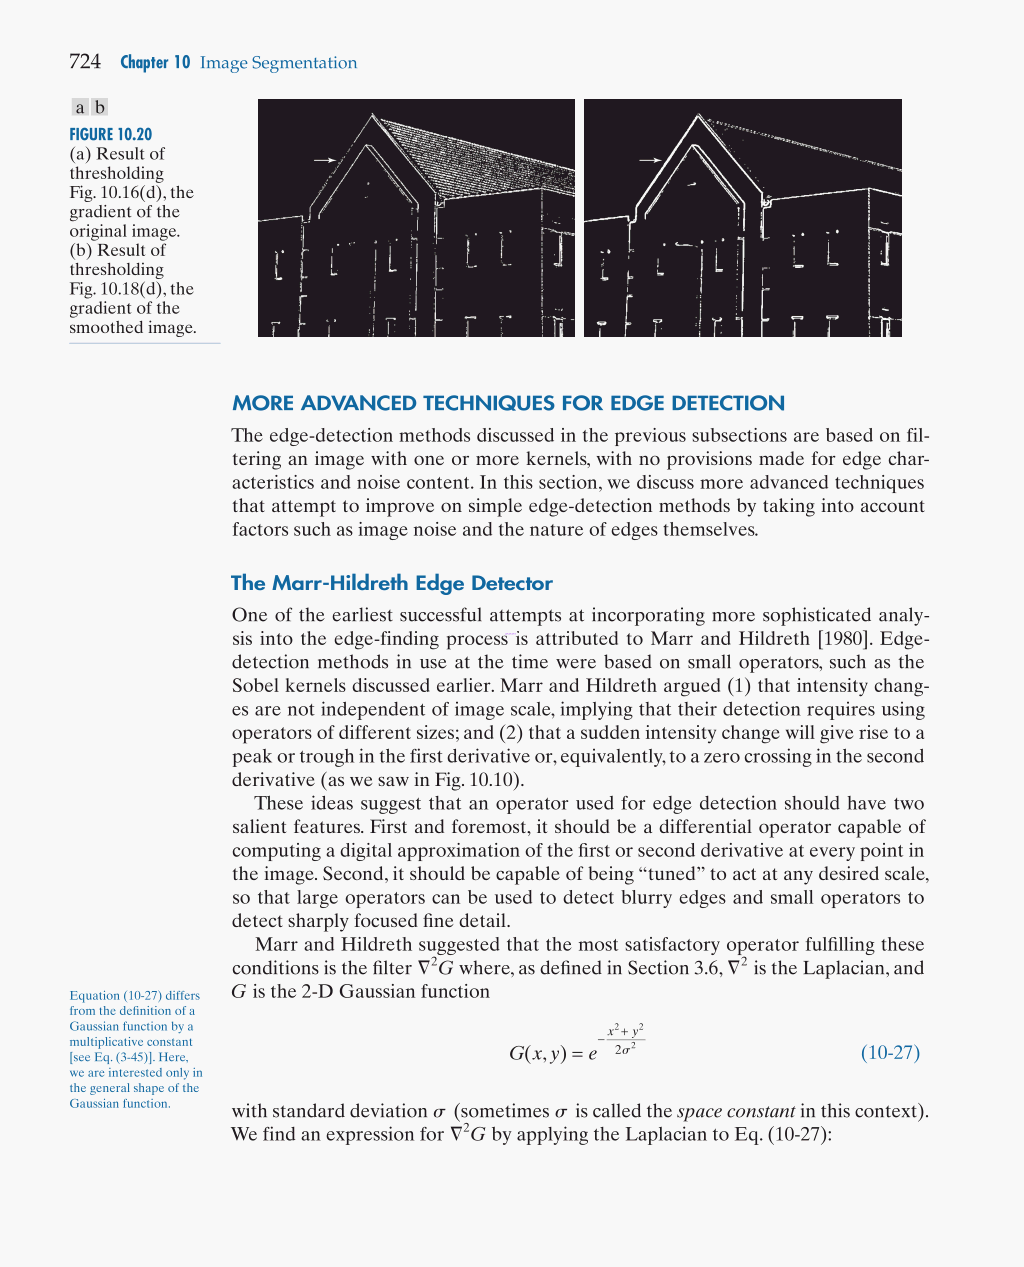 724 Chapter 10 Image Segmentation
a b
FIGURE 10.20
(a) Result of
thresholding
Fig. 10.16(d), the
gradient of the
original image.
(b) Result of
thresholding
Fig. 10.18(d), the
gradient of the
smoothed image.
MORE ADVANCED TECHNIQUES FOR EDGE DETECTION
The edge-detection methods discussed in the previous subsections are based on fil-
tering an image with one or more kernels, with no provisions made for edge char-
acteristics and noise content. In this section, we discuss more advanced techniques
that attempt to improve on simple edge-detection methods by taking into account
factors such as image noise and the nature of edges themselves.
The Marr-Hildreth Edge Detector
One of the earliest successful attempts at incorporating more sophisticated analy-
sis into the edge-finding process is attributed to Marr and Hildreth [1980]. Edge-
detection methods in use at the time were based on small operators, such as the
Sobel kernels discussed earlier. Marr and Hildreth argued (1) that intensity chang-
es are not independent of image scale, implying that their detection requires using
operators of different sizes; and (2) that a sudden intensity change will give rise to a
peak or trough in the first derivative or, equivalently, to a zero crossing in the second
derivative (as we saw in Fig. 10.10).
These ideas suggest that an operator used for edge detection should have two
salient features. First and foremost, it should be a differential operator capable of
computing a digital approximation of the first or second derivative at every point in
the image. Second, it should be capable of being “tuned” to act at any desired scale,
so that large operators can be used to detect blurry edges and small operators to
detect sharply focused fine detail.
Marr and Hildreth suggested that the most satisfactory operator fulfilling these
conditions is the filter ∇²G where, as defined in Section 3.6, ∇² is the Laplacian, and
G is the 2-D Gaussian function
Equation (10-27) differs
from the definition of a
Gaussian function by a
multiplicative constant
[see Eq. (3-45)]. Here,
we are interested only in
the general shape of the
Gaussian function.
G(x, y) = e^(−(x² + y²)/(2σ²)) (10-27)
with standard deviation σ (sometimes σ is called the space constant in this context).
We find an expression for ∇²G by applying the Laplacian to Eq. (10-27):